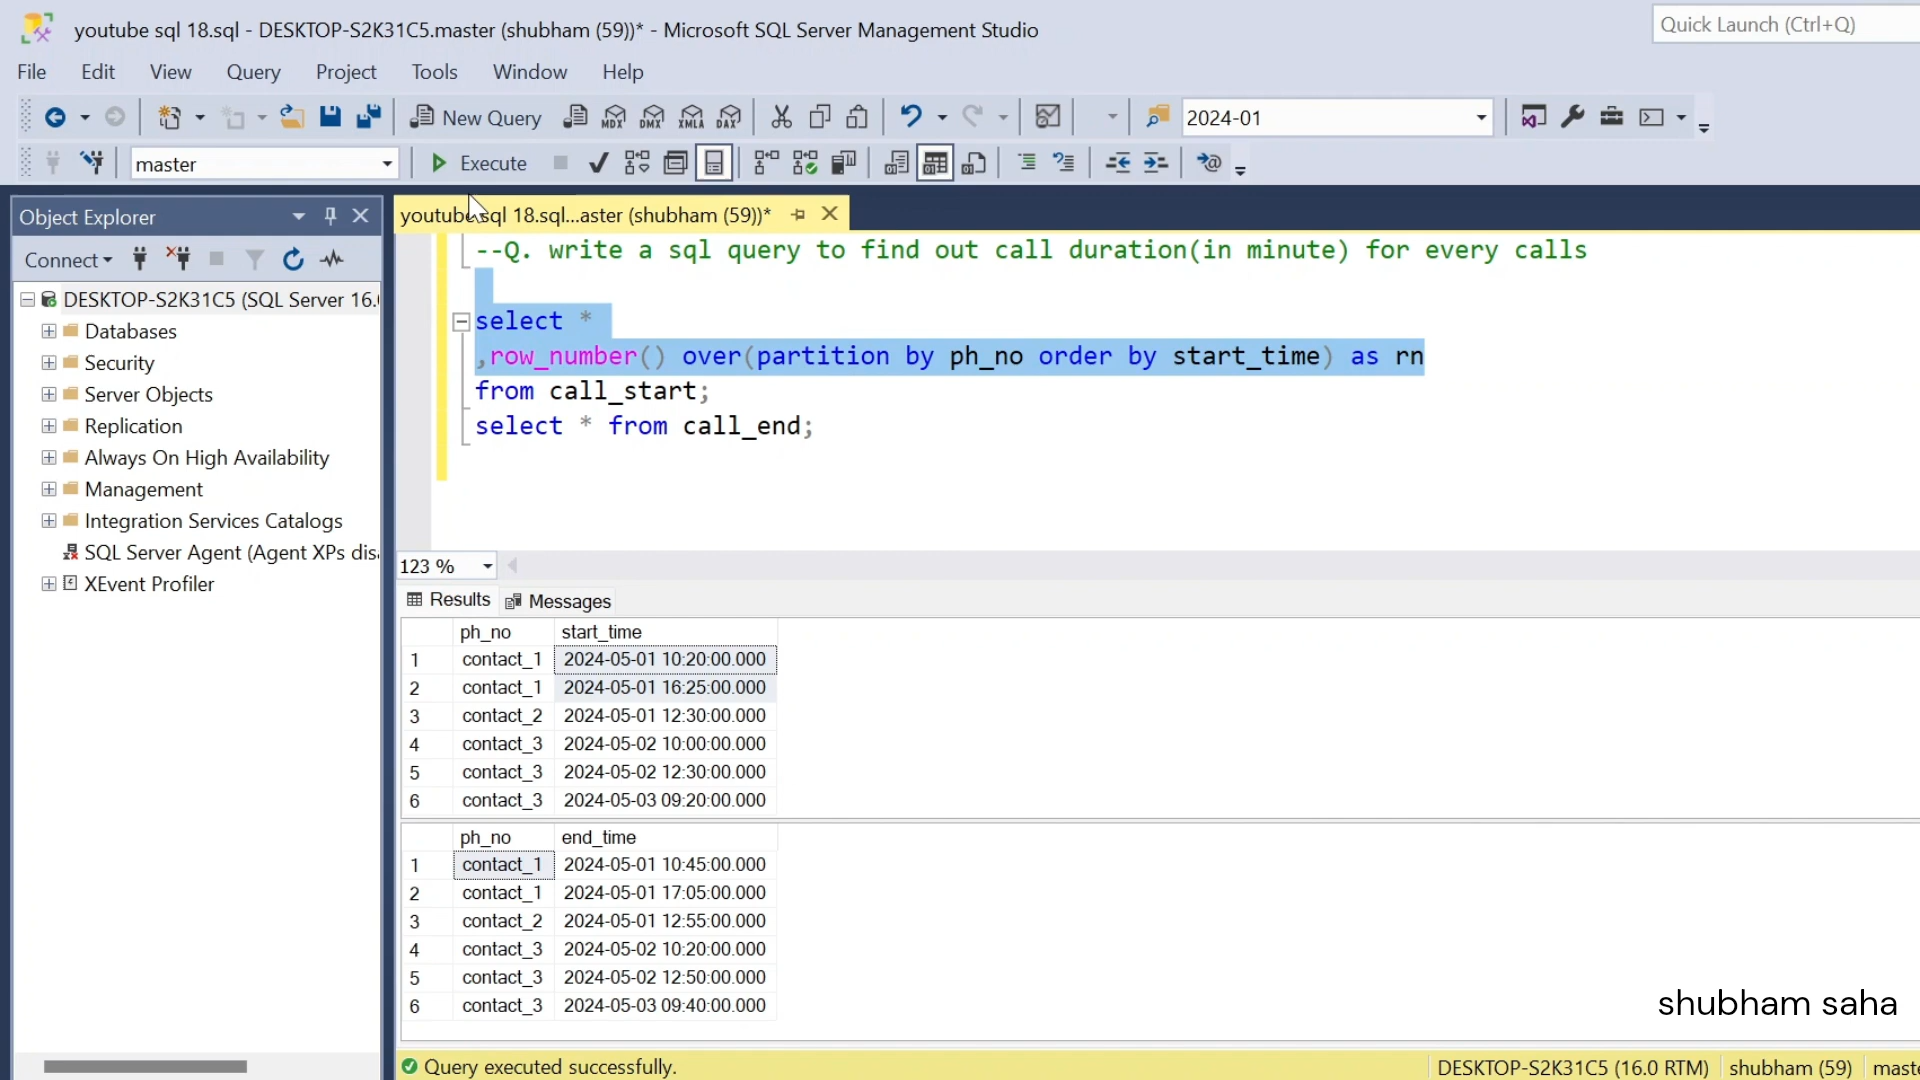 youtube sql 18.sql - DESKTOP-S2K31C5.master (shubham (59))* - Microsoft SQL Server Management Studio
Quick Launch (Ctrl+Q)
File Edit View Query Project Tools Window Help
New Query MDX DMX XMLA DAX 2024-01
master Execute
Object Explorer
youtube sql 18.sql...aster (shubham (59))*
Connect
DESKTOP-S2K31C5 (SQL Server 16.
Databases
Security
Server Objects
Replication
Always On High Availability
Management
Integration Services Catalogs
SQL Server Agent (Agent XPs dis
XEvent Profiler
--Q. write a sql query to find out call duration(in minute) for every calls
select *
,row_number() over(partition by ph_no order by start_time) as rn
from call_start;
select * from call_end;
123 %
Results Messages
ph_no start_time
1 contact_1 2024-05-01 10:20:00.000
2 contact_1 2024-05-01 16:25:00.000
3 contact_2 2024-05-01 12:30:00.000
4 contact_3 2024-05-02 10:00:00.000
5 contact_3 2024-05-02 12:30:00.000
6 contact_3 2024-05-03 09:20:00.000
ph_no end_time
1 contact_1 2024-05-01 10:45:00.000
2 contact_1 2024-05-01 17:05:00.000
3 contact_2 2024-05-01 12:55:00.000
4 contact_3 2024-05-02 10:20:00.000
5 contact_3 2024-05-02 12:50:00.000
6 contact_3 2024-05-03 09:40:00.000
shubham saha
Query executed successfully.
DESKTOP-S2K31C5 (16.0 RTM) shubham (59) maste